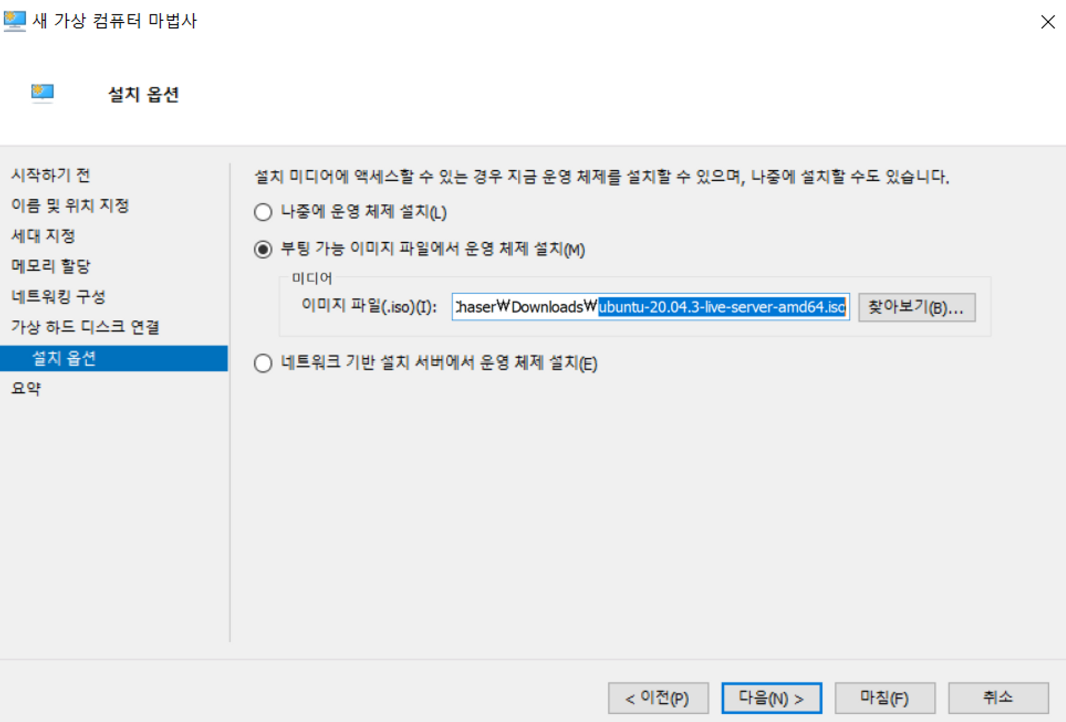 새 가상 컴퓨터 마법사
설치 옵션
시작하기 전
이름 및 위치 지정
세대 지정
메모리 할당
네트워킹 구성
가상 하드 디스크 연결
설치 옵션
요약
설치 미디어에 액세스할 수 있는 경우 지금 운영 체제를 설치할 수 있으며, 나중에 설치할 수도 있습니다.
나중에 운영 체제 설치(L)
부팅 가능 이미지 파일에서 운영 체제 설치(M)
미디어
이미지 파일(.iso)(I): haser₩Downloads₩ubuntu-20.04.3-live-server-amd64.iso 찾아보기(B)...
네트워크 기반 설치 서버에서 운영 체제 설치(E)
< 이전(P) 다음(N) > 마침(F) 취소